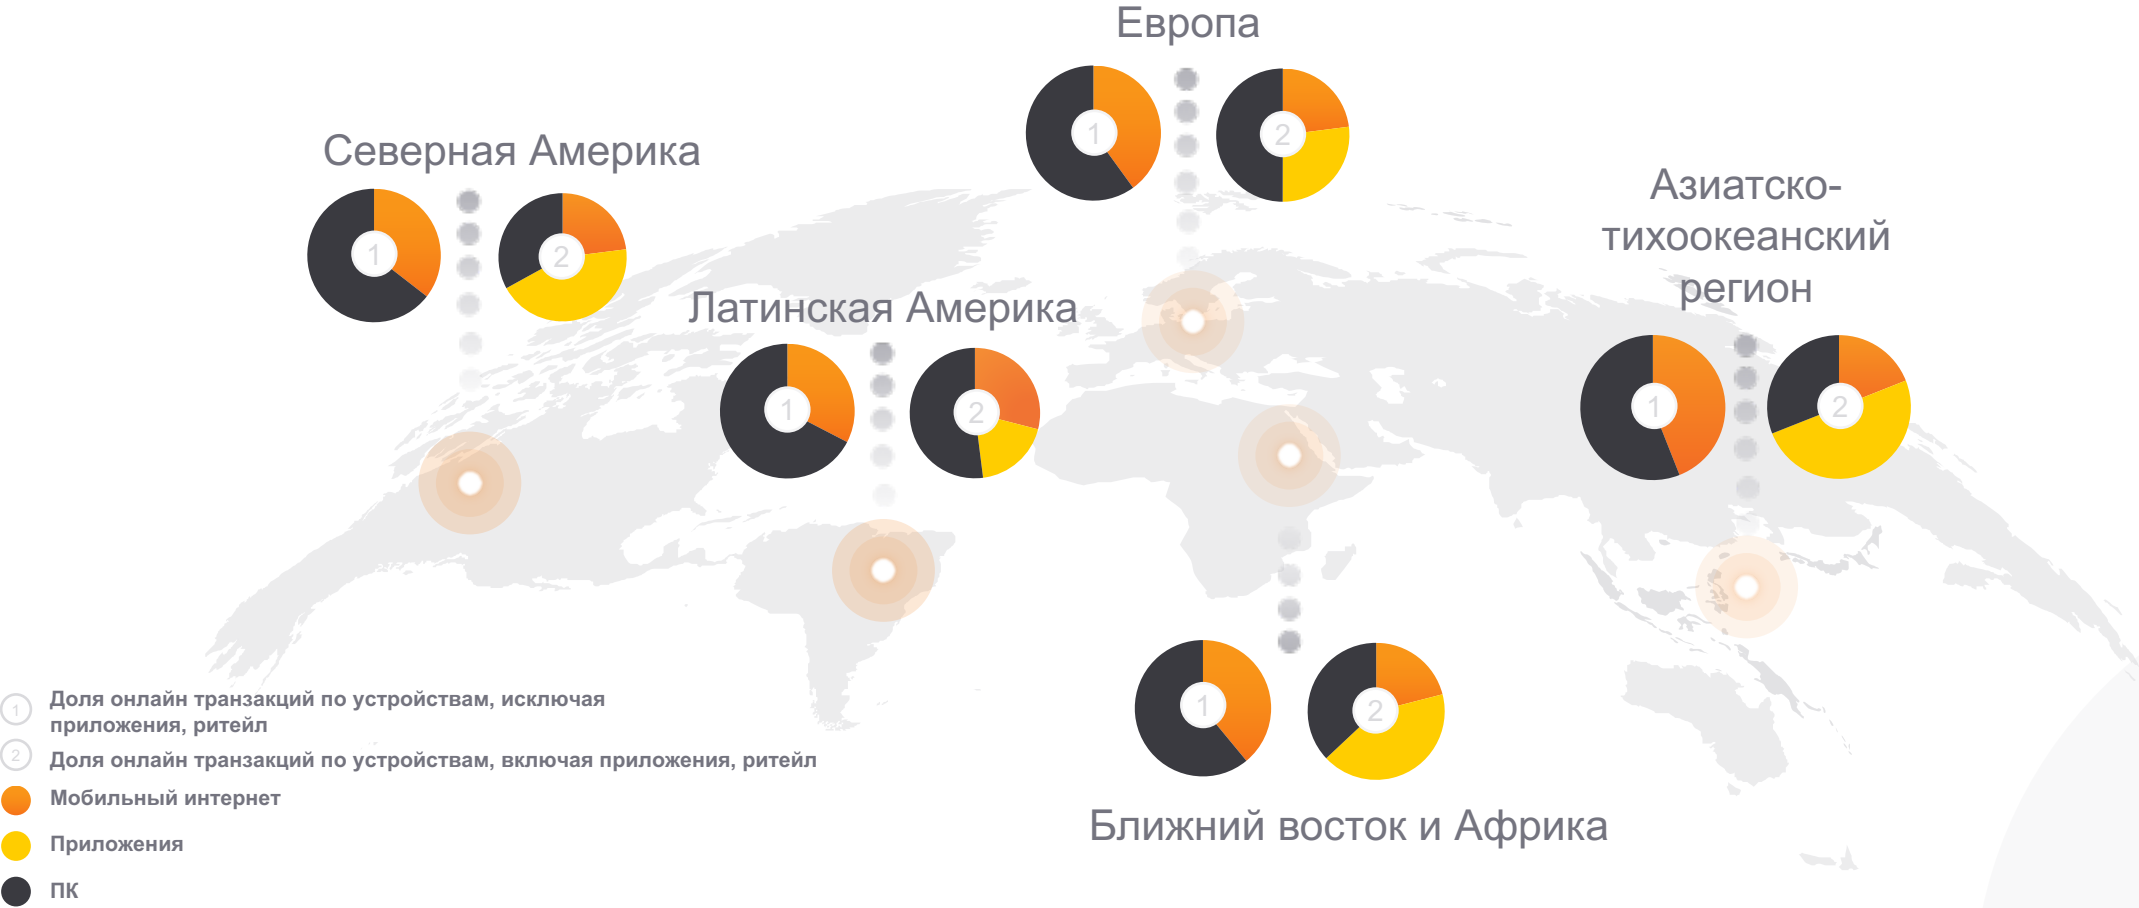 Европа
1
2
Северная Америка
1
2
Азиатско-
тихоокеанский
регион
1
2
Латинская Америка
1
2
1
2
Ближний восток и Африка
1
Доля онлайн транзакций по устройствам, исключая
приложения, ритейл
2
Доля онлайн транзакций по устройствам, включая приложения, ритейл
Мобильный интернет
Приложения
ПК